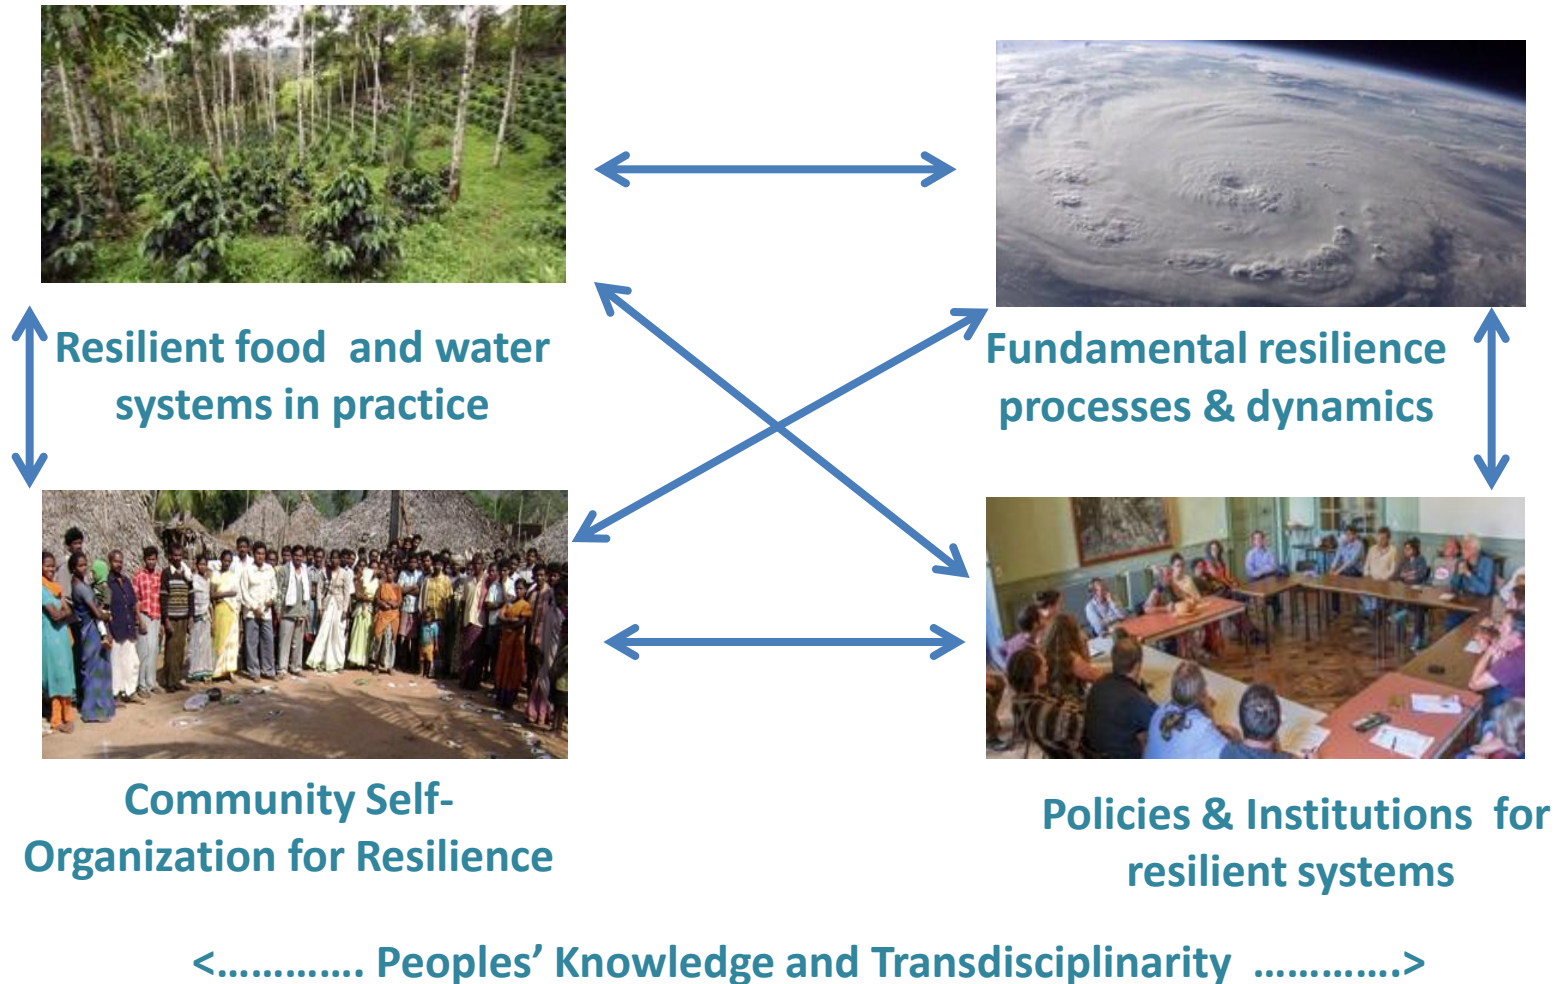 Resilient food  and water
systems in practice
Fundamental resilience
processes & dynamics
Community Self-
Organization for Resilience
Policies & Institutions  for
resilient systems
<............. Peoples’ Knowledge and Transdisciplinarity  .............>